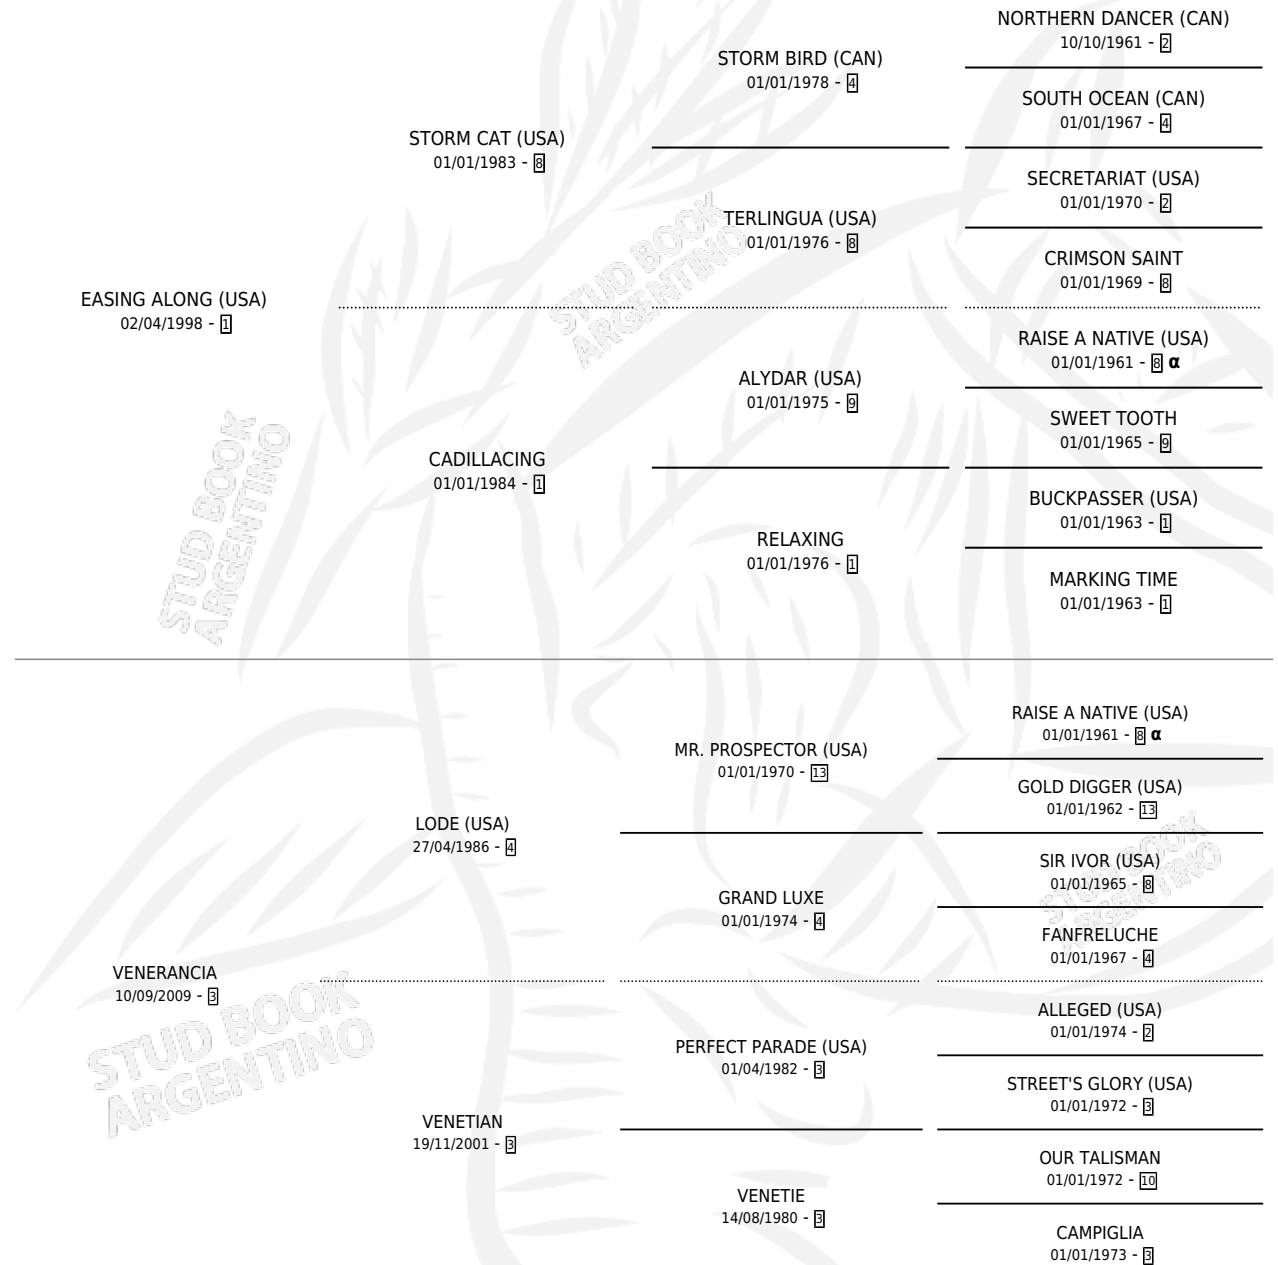 NORTHERN DANCER (CAN)
10/10/1961 - 2
STORM BIRD (CAN)
01/01/1978 - 4
SOUTH OCEAN (CAN)
01/01/1967 - 4
STORM CAT (USA)
01/01/1983 - 8
SECRETARIAT (USA)
01/01/1970 - 2
TERLINGUA (USA)
01/01/1976 - 8
CRIMSON SAINT
01/01/1969 - 8
EASING ALONG (USA)
02/04/1998 - 1
RAISE A NATIVE (USA)
01/01/1961 - 8 α
ALYDAR (USA)
01/01/1975 - 9
SWEET TOOTH
01/01/1965 - 9
CADILLACING
01/01/1984 - 1
BUCKPASSER (USA)
01/01/1963 - 1
RELAXING
01/01/1976 - 1
MARKING TIME
01/01/1963 - 1
RAISE A NATIVE (USA)
01/01/1961 - 8 α
MR. PROSPECTOR (USA)
01/01/1970 - 13
GOLD DIGGER (USA)
01/01/1962 - 13
LODE (USA)
27/04/1986 - 4
SIR IVOR (USA)
01/01/1965 - 8
GRAND LUXE
01/01/1974 - 4
FANFRELUCHE
01/01/1967 - 4
VENERANCIA
10/09/2009 - 3
ALLEGED (USA)
01/01/1974 - 2
PERFECT PARADE (USA)
01/04/1982 - 3
STREET'S GLORY (USA)
01/01/1972 - 3
VENETIAN
19/11/2001 - 3
OUR TALISMAN
01/01/1972 - 10
VENETIE
14/08/1980 - 3
CAMPIGLIA
01/01/1973 - 3
STUD BOOK
ARGENTINO
STUD BOOK
ARGENTINO
STUD BOOK
ARGENTINO
STUD BOOK
ARGENTINO